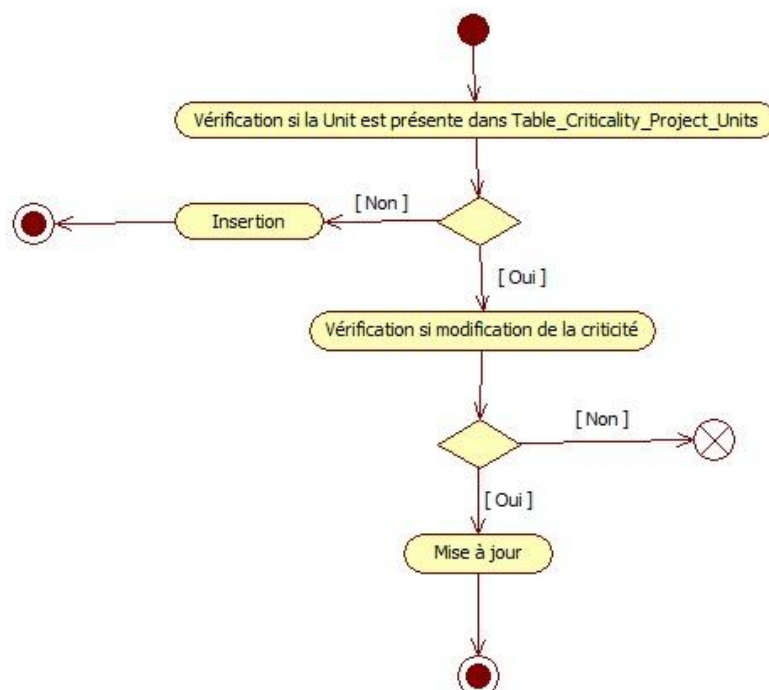 Vérification si la Unit est présente dans Table_Criticality_Project_Units
[ Non ]
Insertion
[ Oui ]
Vérification si modification de la criticité
[ Non ]
[ Oui ]
Mise à jour